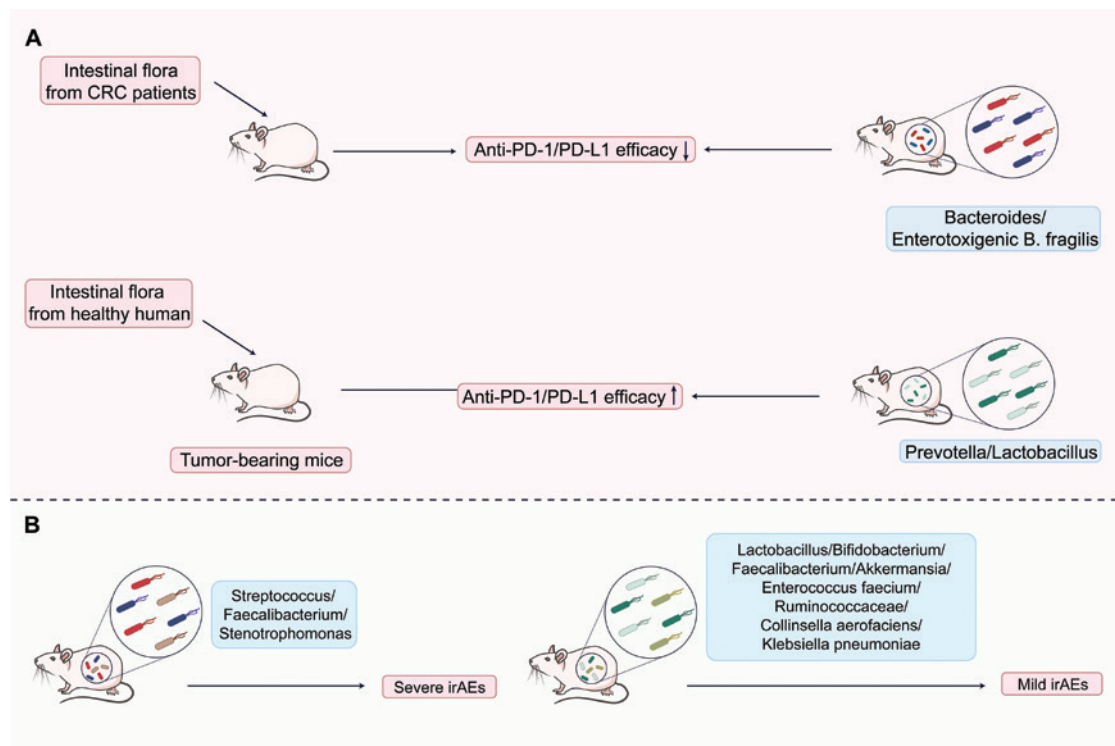 A
Intestinal flora
from CRC patients
Anti-PD-1/PD-L1 efficacy ↓
Bacteroides/
Enterotoxigenic B. fragilis
Intestinal flora
from healthy human
Anti-PD-1/PD-L1 efficacy ↑
Tumor-bearing mice
Prevotella/Lactobacillus
B
Streptococcus/
Faecalibacterium/
Stenotrophomonas
Severe irAEs
Lactobacillus/Bifidobacterium/
Faecalibacterium/Akkermansia/
Enterococcus faecium/
Ruminococcaceae/
Collinsella aerofaciens/
Klebsiella pneumoniae
Mild irAEs